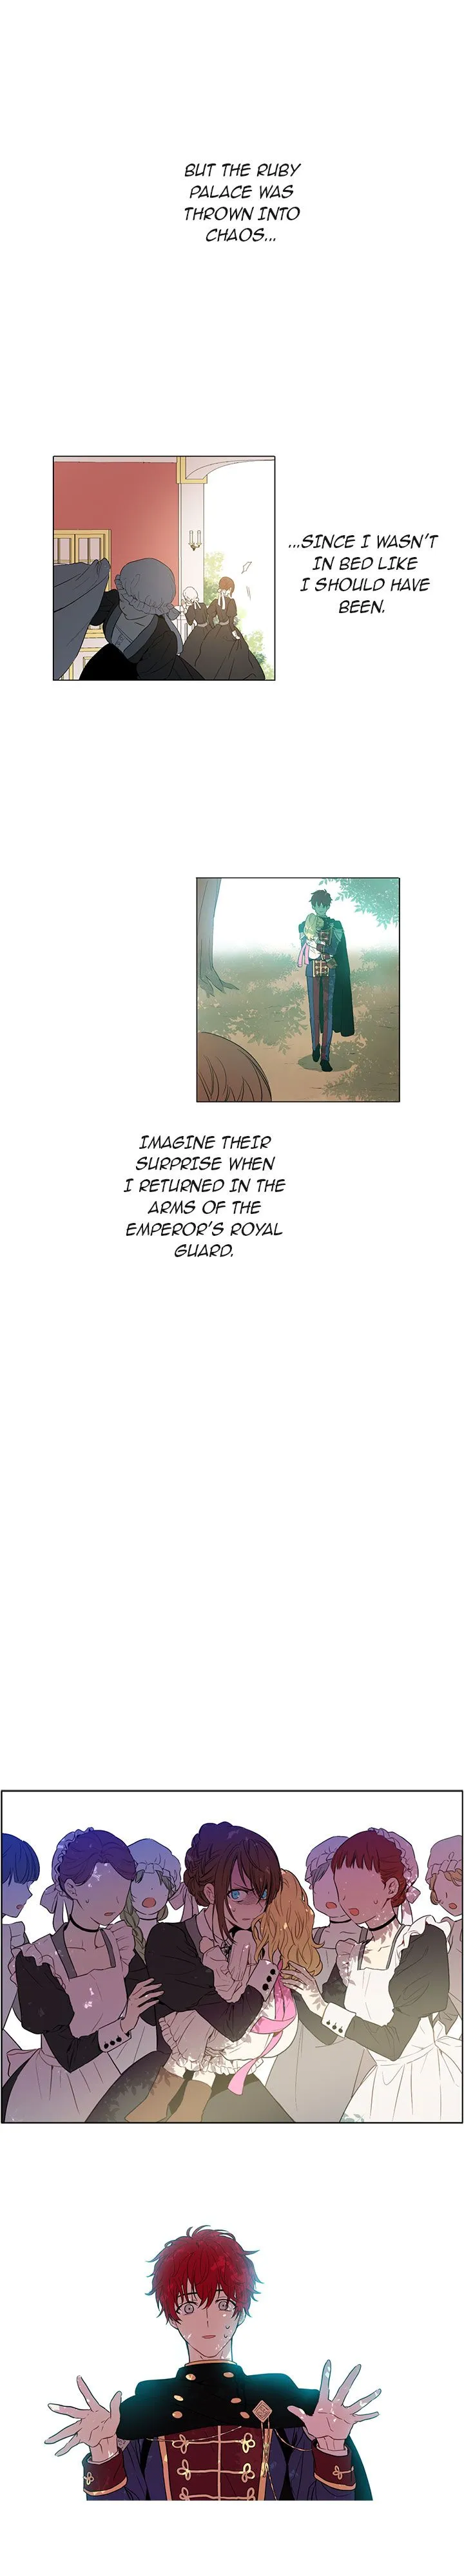 BUT THE RUBY
PALACE WAS
THROWN INTO
CHAOS...
...SINCE I WASN'T
IN BED LIKE
I SHOULD HAVE
BEEN.
IMAGINE THEIR
SURPRISE WHEN
I RETURNED IN THE
ARMS OF THE
EMPEROR'S ROYAL
GUARD.